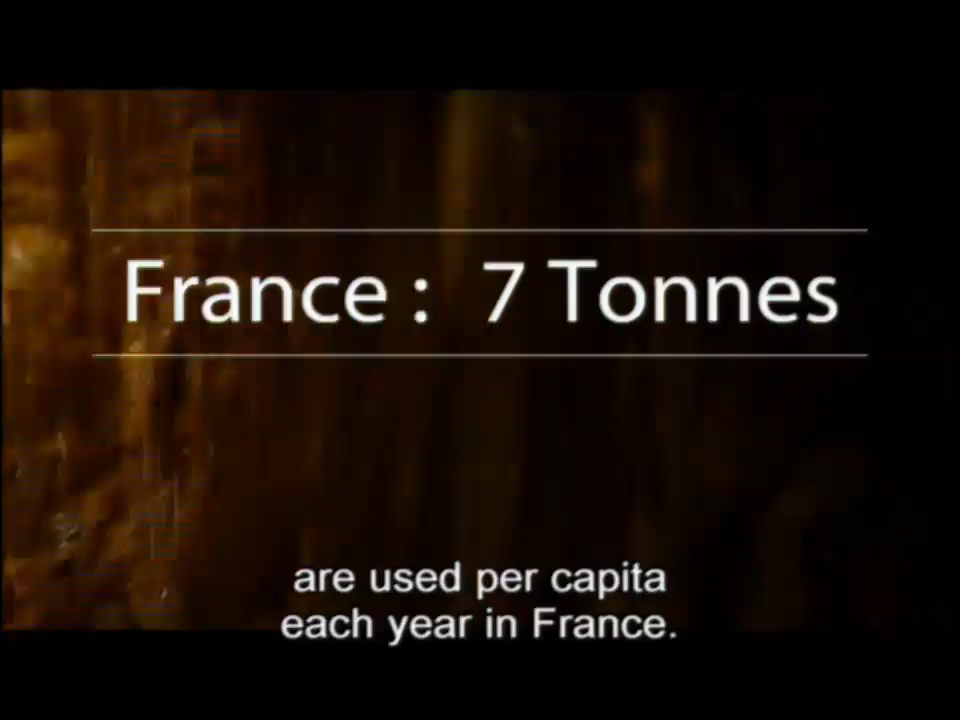 France : 7 Tonnes
are used per capita
each year in France.